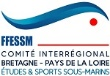 FFESSM
COMITÉ INTERRÉGIONAL
BRETAGNE - PAYS DE LA LOIRE
ÉTUDES & SPORTS SOUS-MARINS